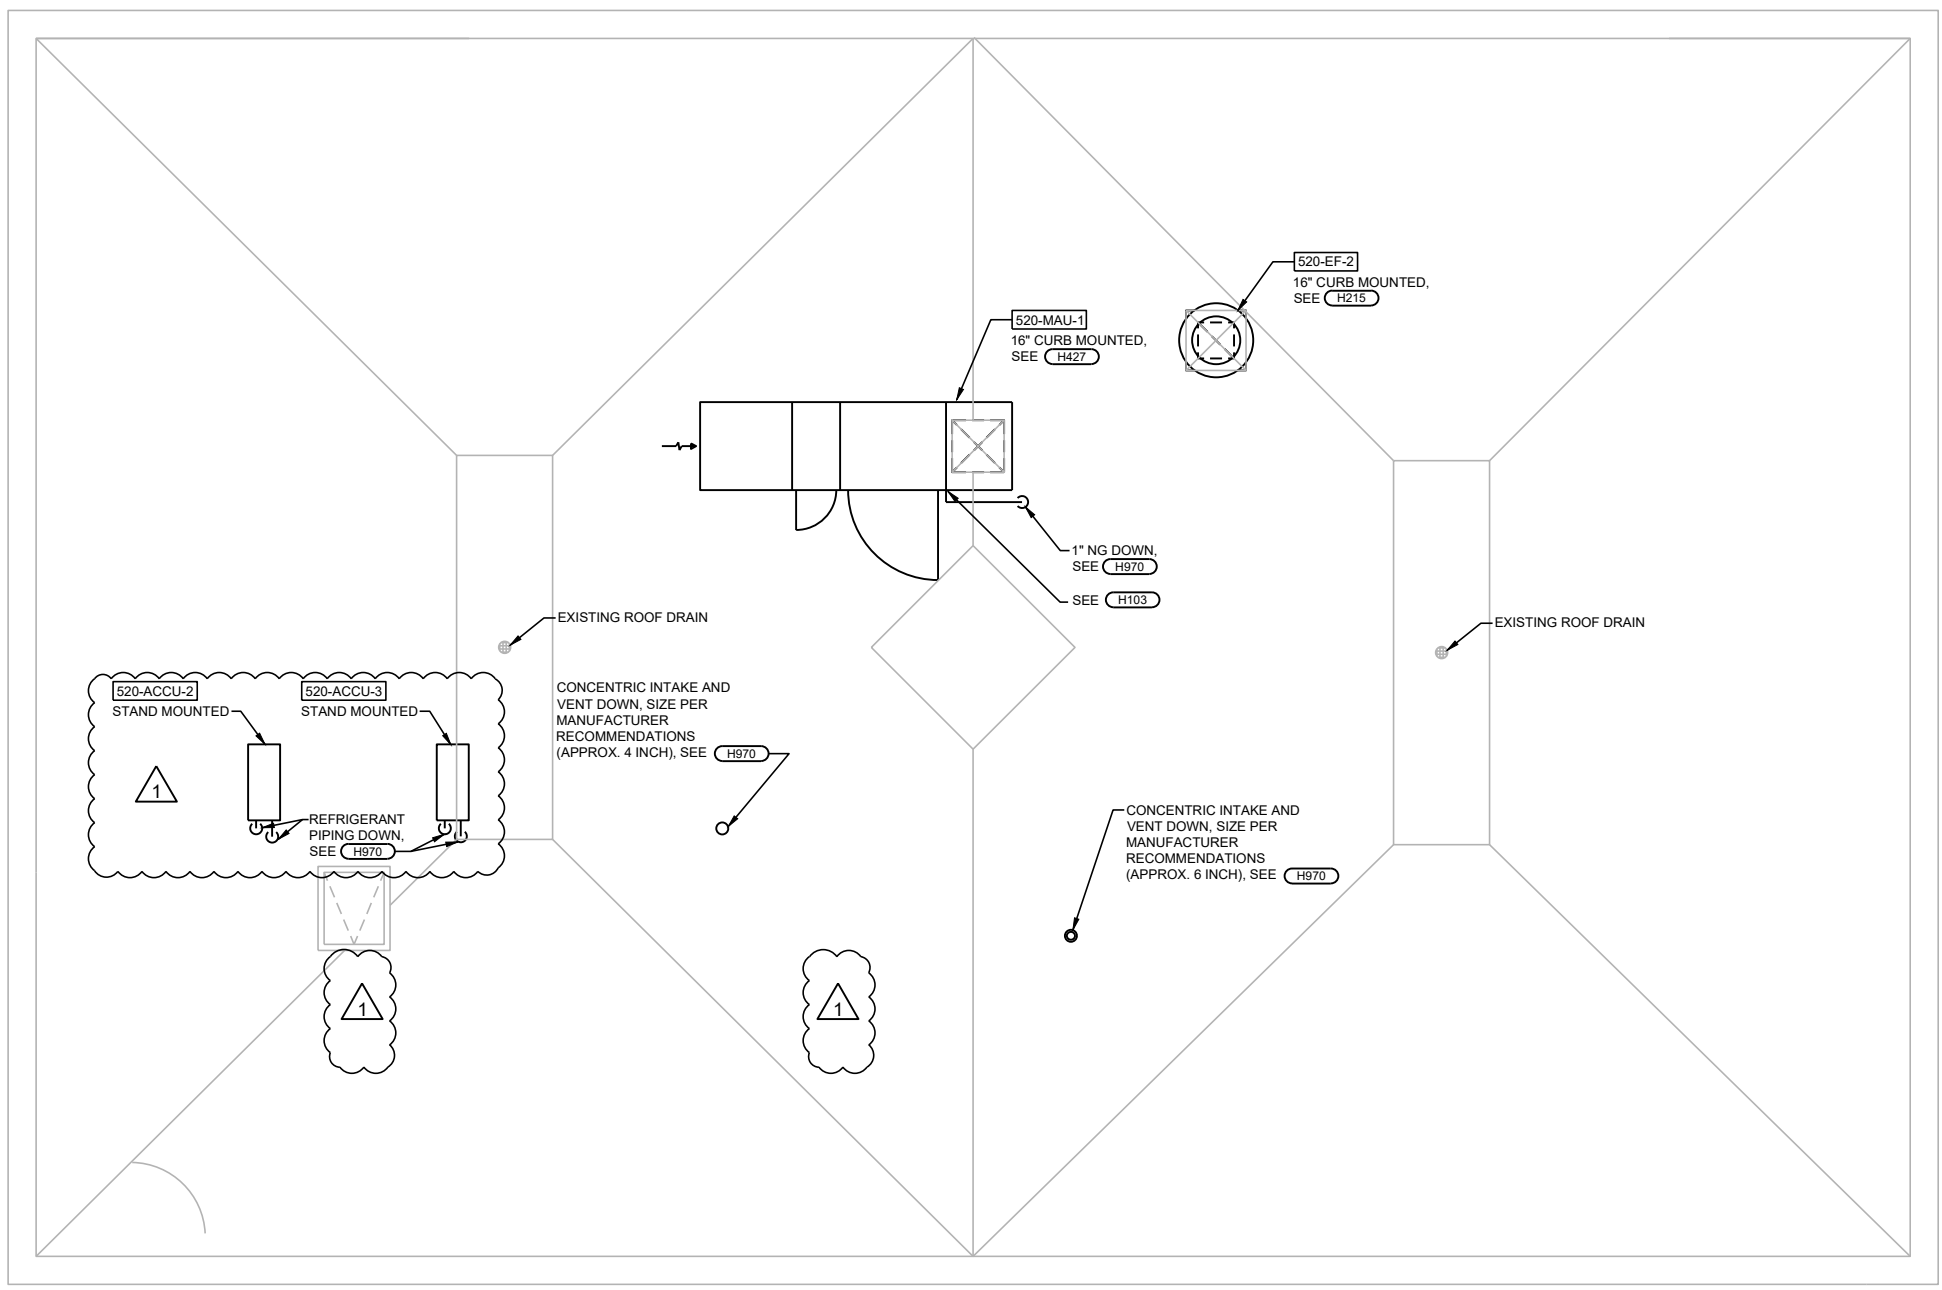 520-EF-2
16" CURB MOUNTED,
SEE H215
520-MAU-1
16" CURB MOUNTED,
SEE H427
1" NG DOWN,
SEE H970
SEE H103
EXISTING ROOF DRAIN
EXISTING ROOF DRAIN
520-ACCU-2
STAND MOUNTED
520-ACCU-3
STAND MOUNTED
1
REFRIGERANT
PIPING DOWN,
SEE H970
CONCENTRIC INTAKE AND
VENT DOWN, SIZE PER
MANUFACTURER
RECOMMENDATIONS
(APPROX. 4 INCH), SEE H970
CONCENTRIC INTAKE AND
VENT DOWN, SIZE PER
MANUFACTURER
RECOMMENDATIONS
(APPROX. 6 INCH), SEE H970
1
1